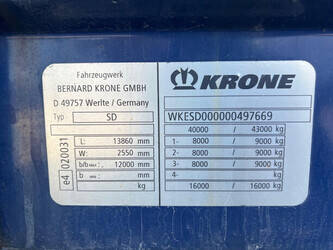 Fahrzeugwerk
BERNARD KRONE GMBH
D 49757 Werlte / Germany
Typ SD
e4 020031
L: 13860 mm
W: 2550 mm
b/b MAX: 12000 mm
b : mm
kg
KRONE
WKESD000000497669
40000 / 43000 kg
1- 8000 / 9000 kg
2- 8000 / 9000 kg
3- 8000 / 9000 kg
4-
16000 / 16000 kg